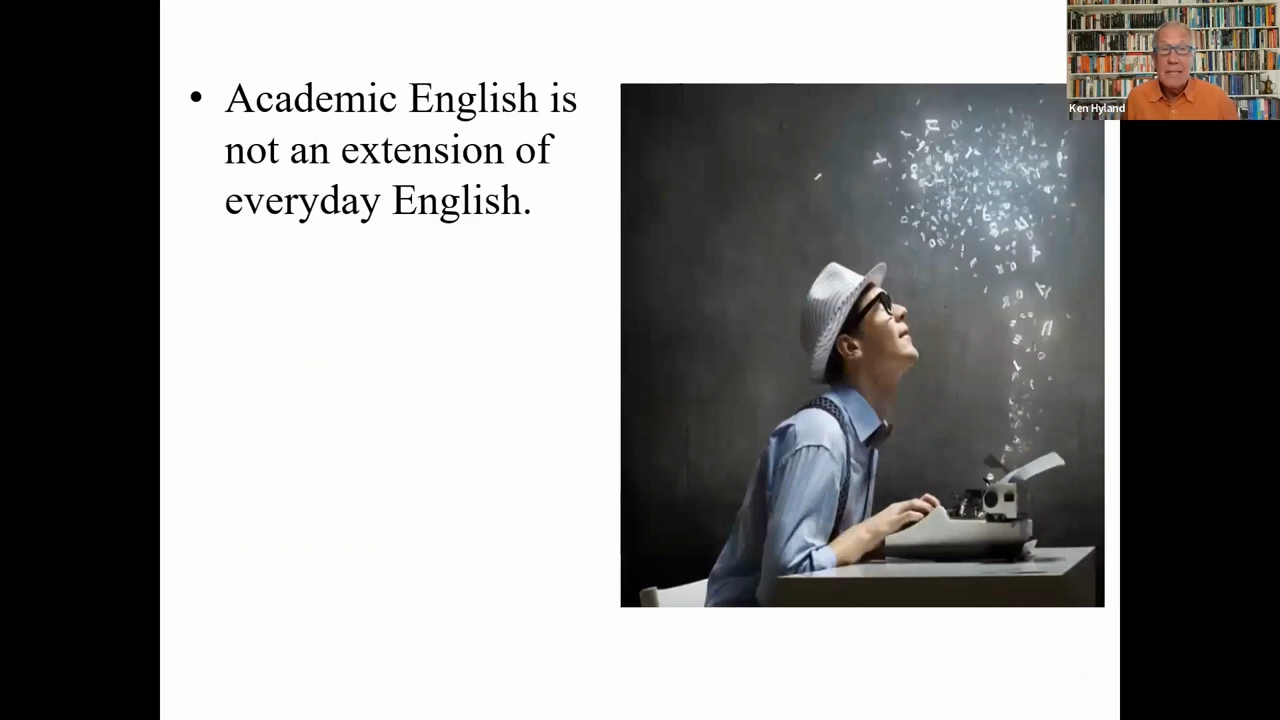 • Academic English is
not an extension of
everyday English.
Ken Hyland